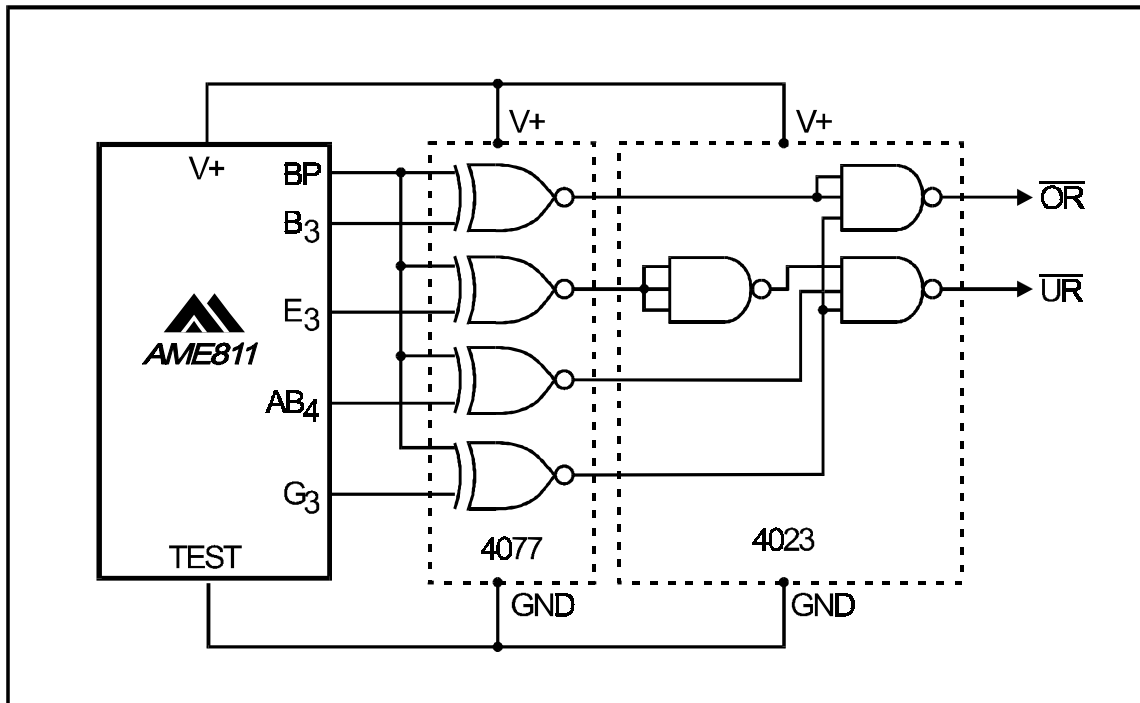 V+
V+
V+
BP
B3
E3
AB4
G3
AME811
TEST
4077
4023
GND
GND
OR
UR